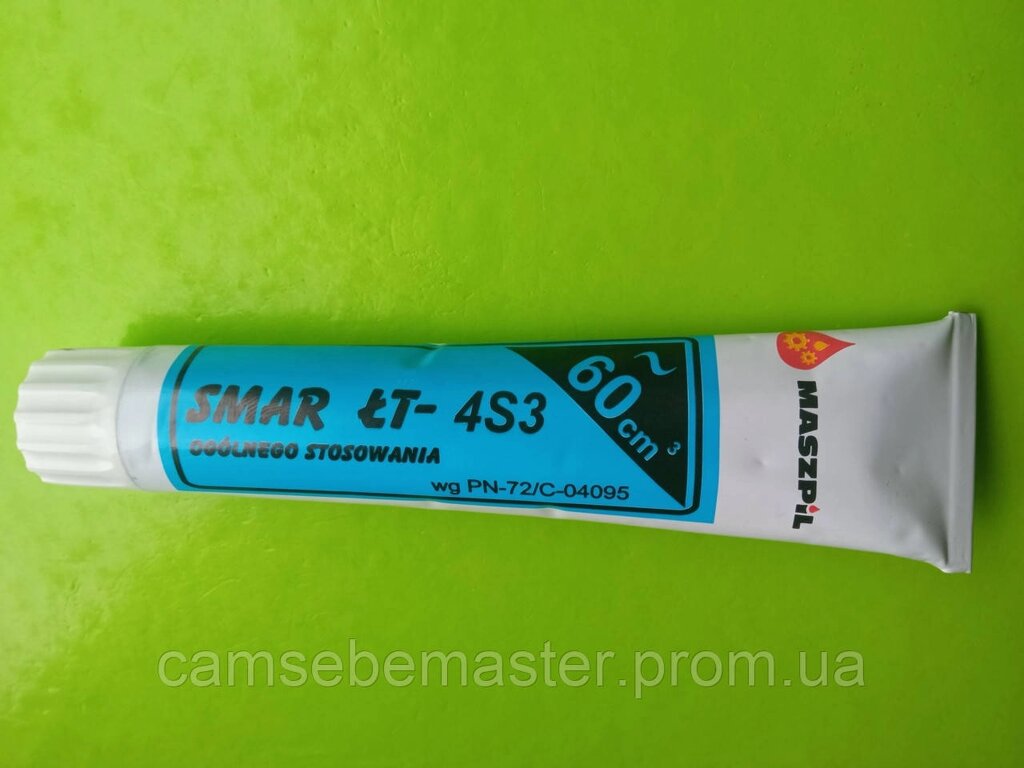 SMAR ŁT- 4S3
OGÓLNEGO STOSOWANIA
wg PN-72/C-04095
~60 cm³
MASZPiL
camsebemaster.prom.ua